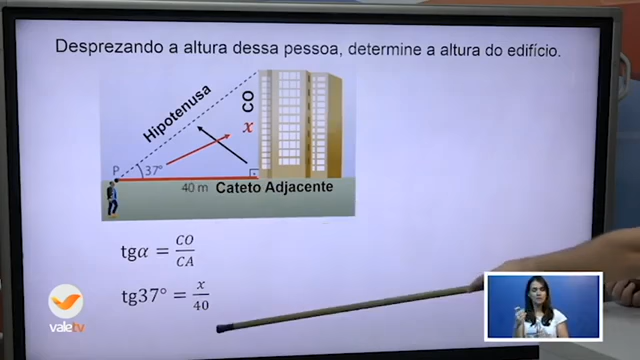 Desprezando a altura dessa pessoa, determine a altura do edifício.
Hipotenusa
CO
x
P
37°
40 m Cateto Adjacente
tgα = CO/CA
tg37° = x/40
valetv